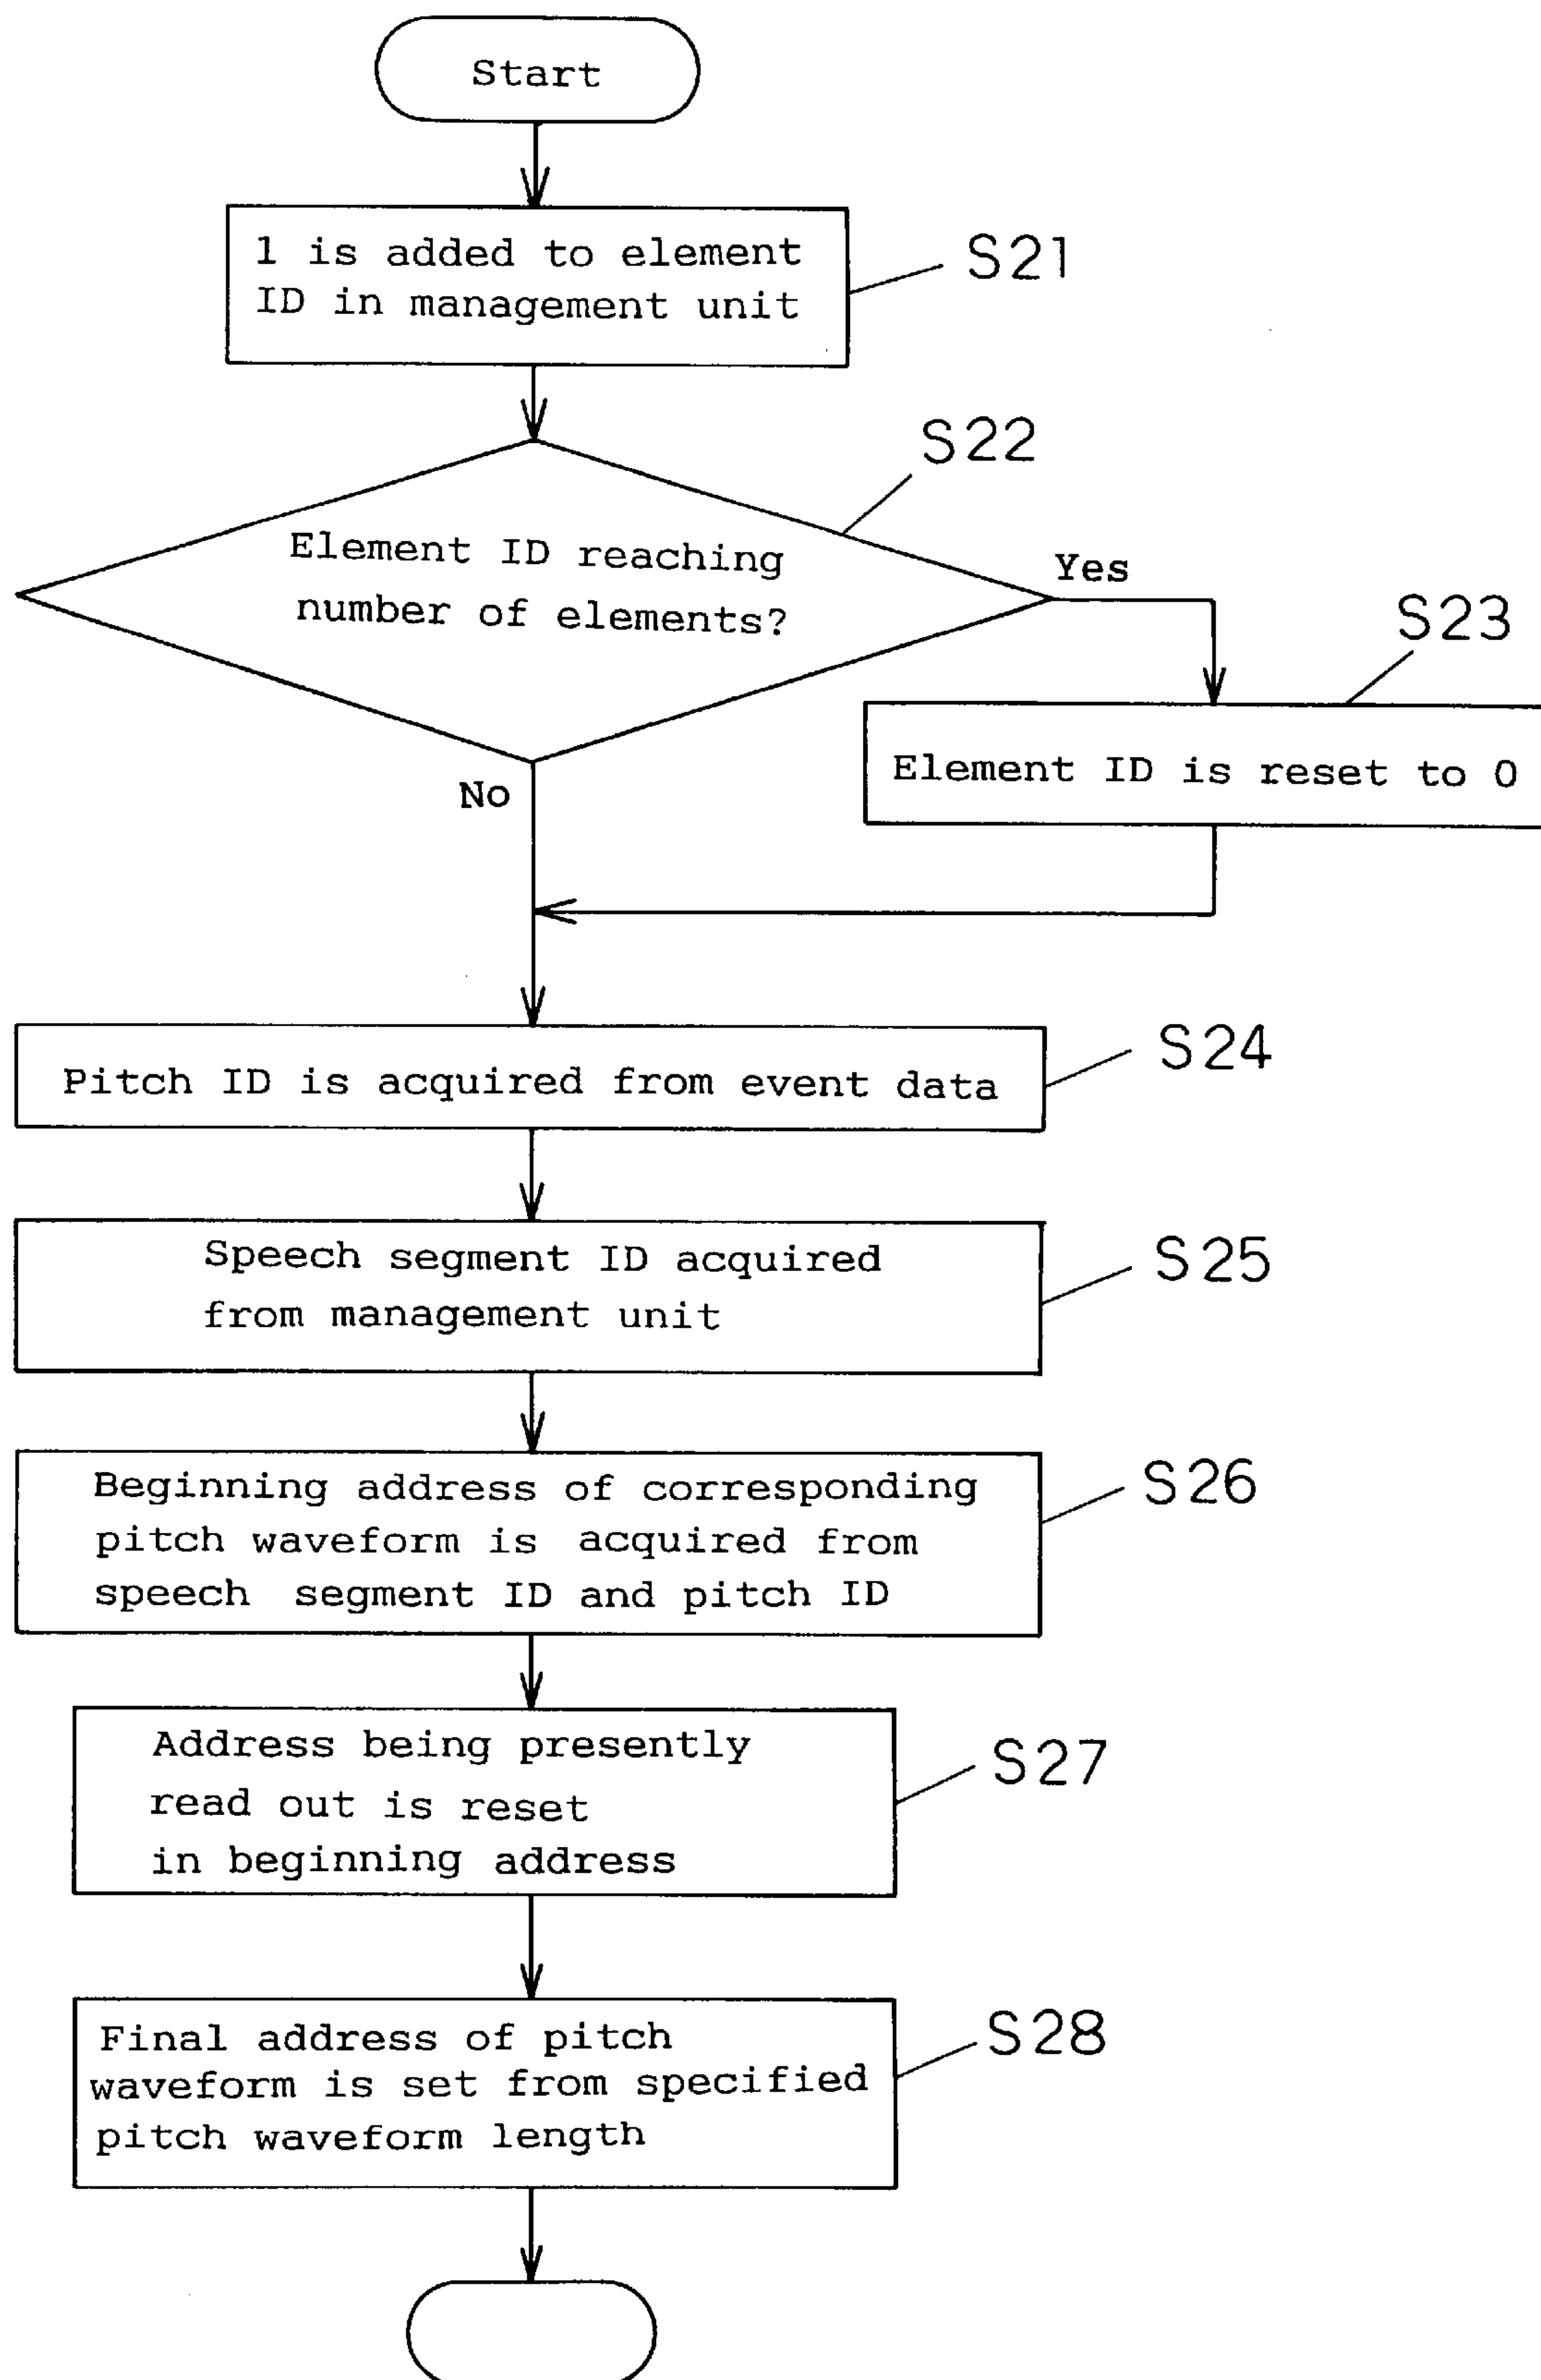 Start
1 is added to element
ID in management unit
S21
S22
Element ID reaching
number of elements?
Yes
S23
Element ID is reset to 0
No
Pitch ID is acquired from event data
S24
Speech segment ID acquired
from management unit
S25
Beginning address of corresponding
pitch waveform is acquired from
speech segment ID and pitch ID
S26
Address being presently
read out is reset
in beginning address
S27
Final address of pitch
waveform is set from specified
pitch waveform length
S28